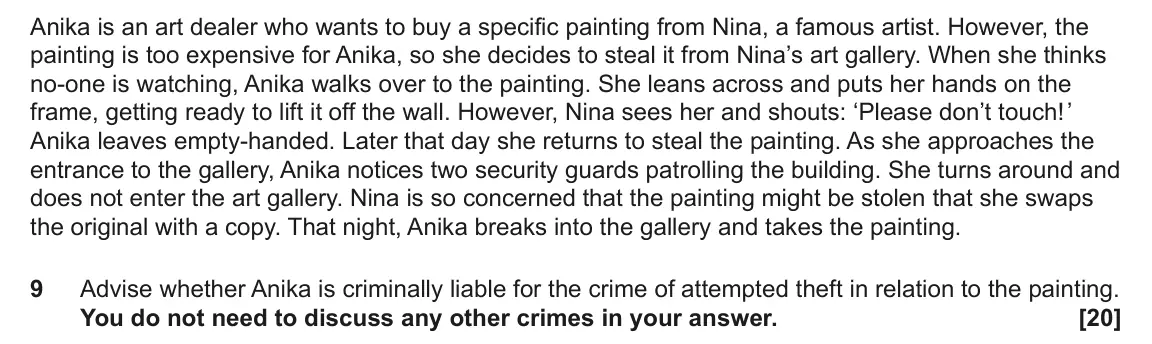 Anika is an art dealer who wants to buy a specific painting from Nina, a famous artist. However, the
painting is too expensive for Anika, so she decides to steal it from Nina’s art gallery. When she thinks
no-one is watching, Anika walks over to the painting. She leans across and puts her hands on the
frame, getting ready to lift it off the wall. However, Nina sees her and shouts: ‘Please don’t touch!’
Anika leaves empty-handed. Later that day she returns to steal the painting. As she approaches the
entrance to the gallery, Anika notices two security guards patrolling the building. She turns around and
does not enter the art gallery. Nina is so concerned that the painting might be stolen that she swaps
the original with a copy. That night, Anika breaks into the gallery and takes the painting.
9 Advise whether Anika is criminally liable for the crime of attempted theft in relation to the painting.
You do not need to discuss any other crimes in your answer. [20]